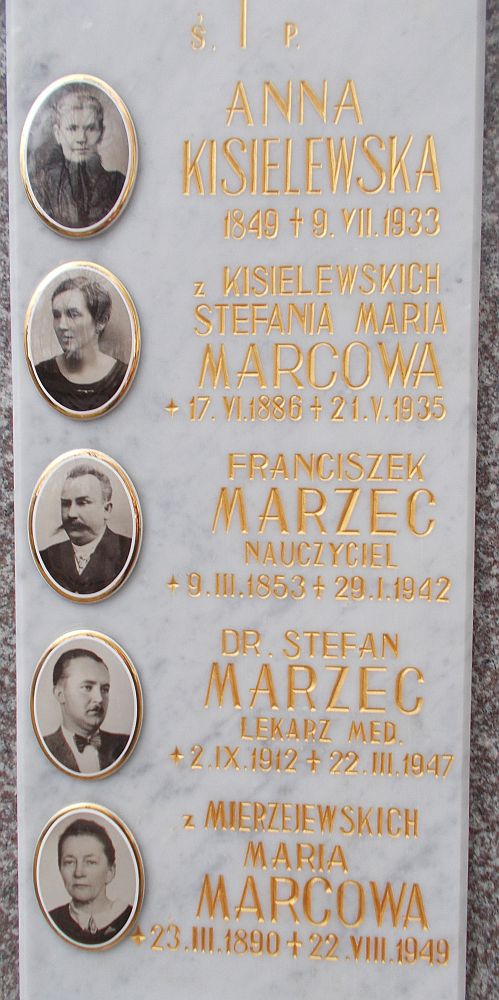 Ś. P.
ANNA
KISIELEWSKA
1849 + 9. VII. 1933
z KISIELEWSKICH
STEFANIA MARIA
MARCOWA
* 17. VI. 1886 + 21. V. 1935
FRANCISZEK
MARZEC
NAUCZYCIEL
* 9. III. 1853 + 29. I. 1942
DR. STEFAN
MARZEC
LEKARZ MED.
* 2. IX. 1912 + 22. III. 1947
z MIERZEJEWSKICH
MARIA
MARCOWA
* 23. III. 1890 + 22. VIII. 1949